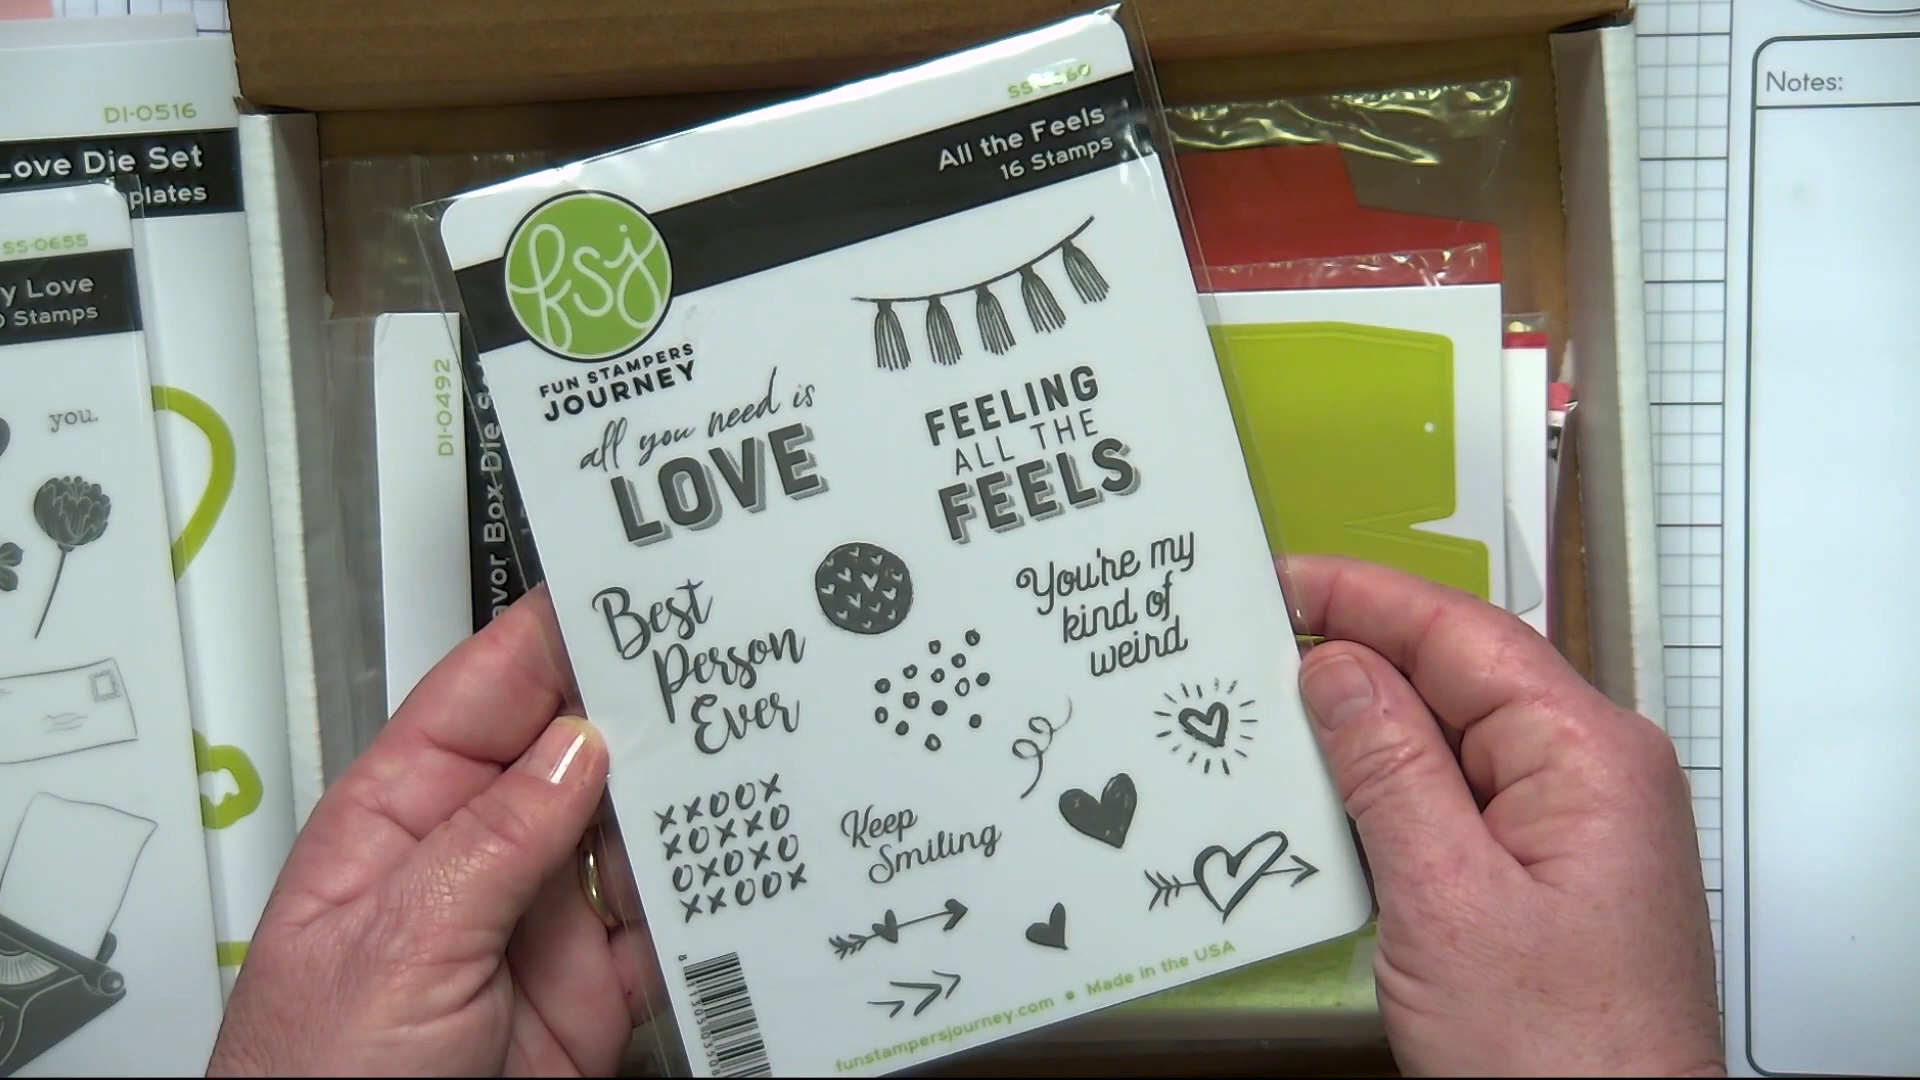 DI-0516
Love Die Set
plates
SS-0655
y Love
Stamps
you.
DI-0492
avor Box Die Se
All the Feels
16 Stamps
fsj
FUN STAMPERS
JOURNEY
all you need is
LOVE
FEELING
ALL THE
FEELS
Best
Person
Ever
You're my
kind of
weird
XXOOX
XOXXO
OXOXO
XXOOX
Keep
Smiling
funstampersjourney.com • Made in the USA
Notes: